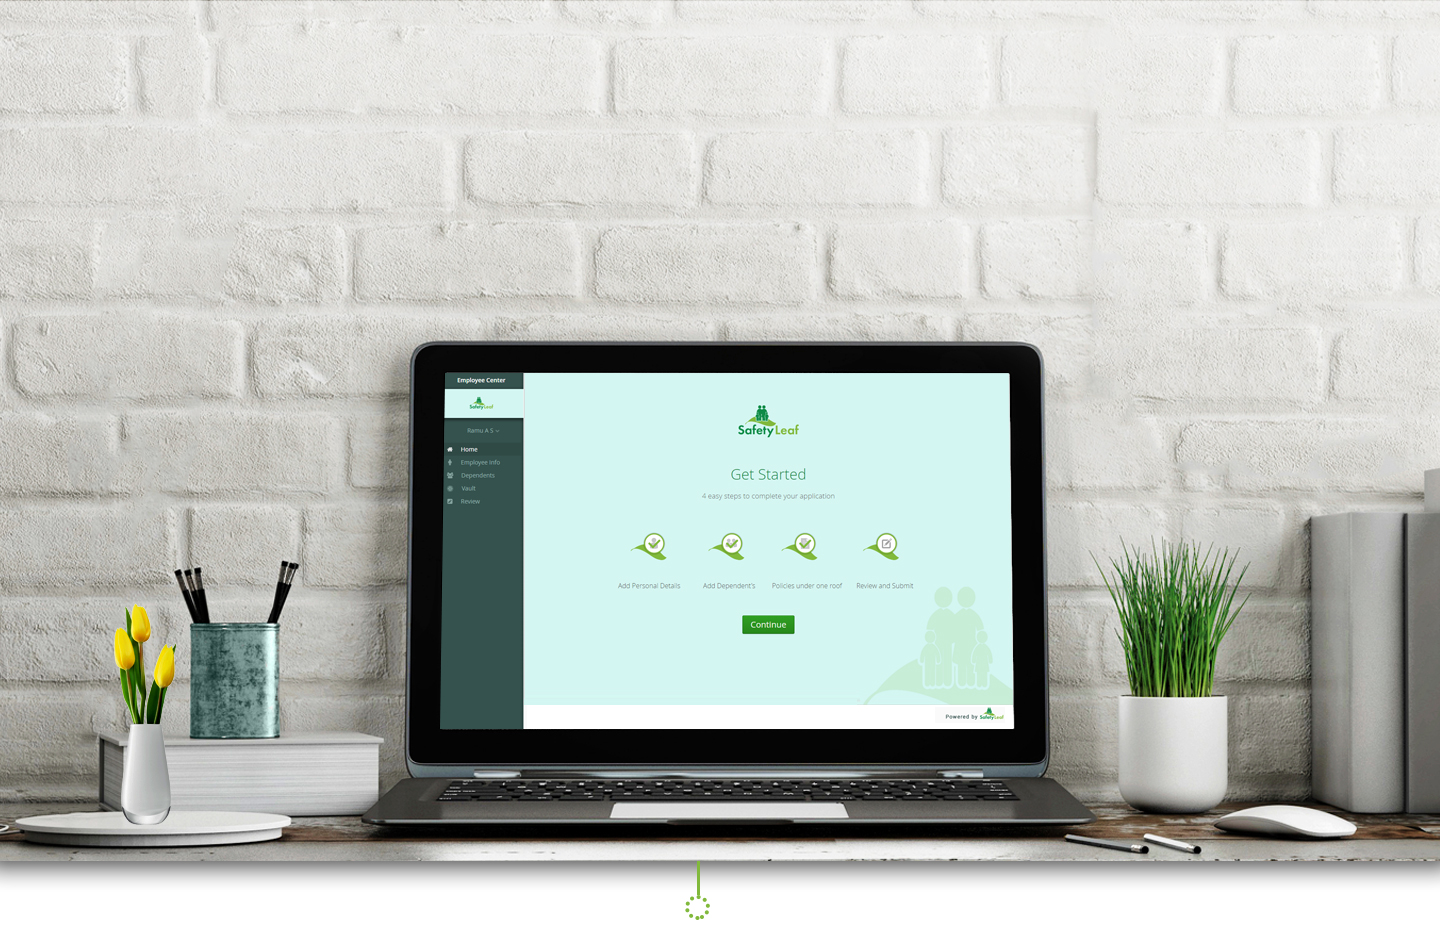 Employee Center
SafetyLeaf
Ramu A S
Home
Employee Info
Dependents
Vault
Review
SafetyLeaf
Get Started
4 easy steps to complete your application
Add Personal Details
Add Dependent's
Policies under one roof
Review and Submit
Continue
Powered by SafetyLeaf